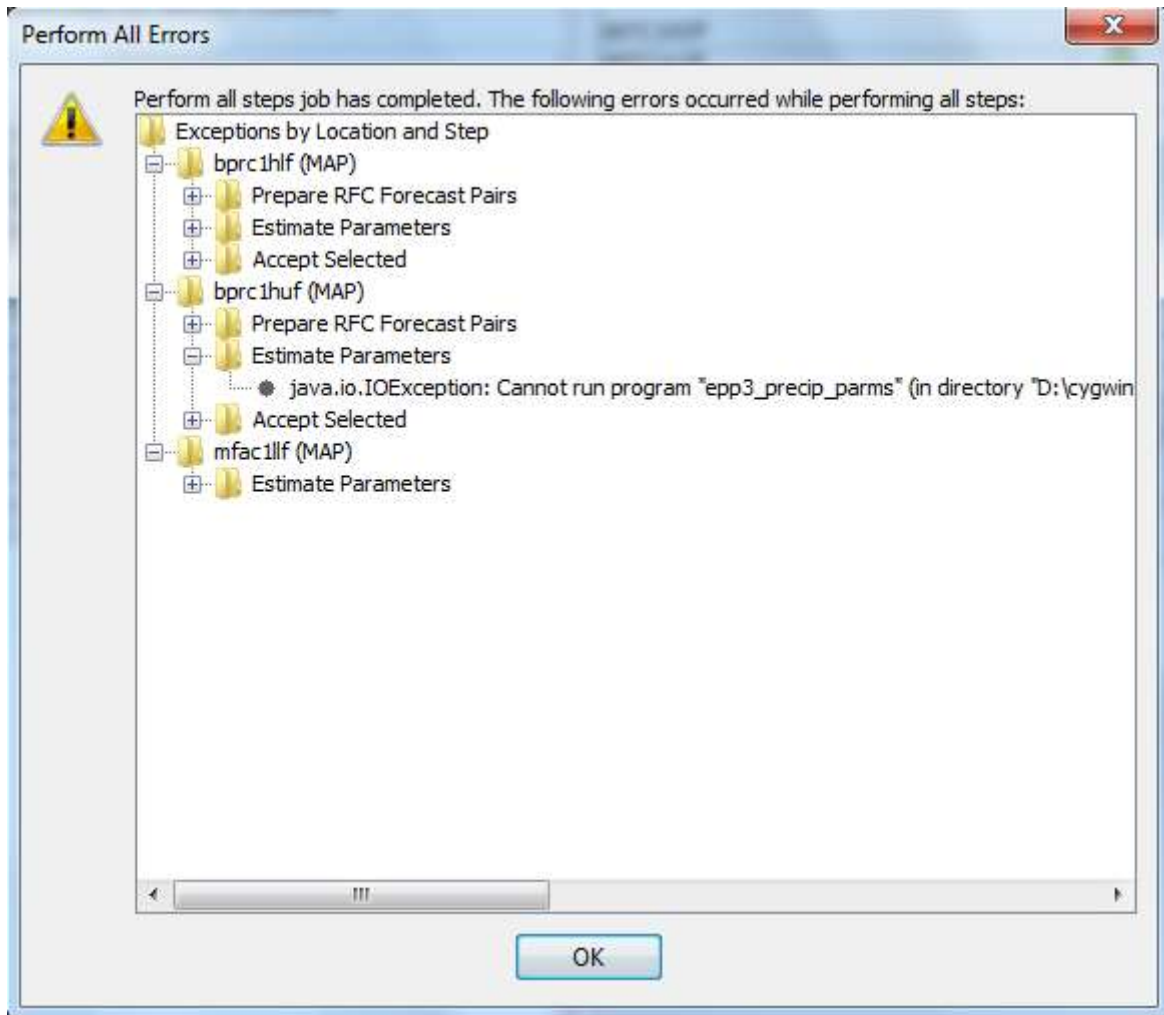 Perform All Errors
Perform all steps job has completed. The following errors occurred while performing all steps:
Exceptions by Location and Step
bprc1hlf (MAP)
Prepare RFC Forecast Pairs
Estimate Parameters
Accept Selected
bprc1huf (MAP)
Prepare RFC Forecast Pairs
Estimate Parameters
java.io.IOException: Cannot run program "epp3_precip_parms" (in directory "D:\cygwin
Accept Selected
mfac1llf (MAP)
Estimate Parameters
OK